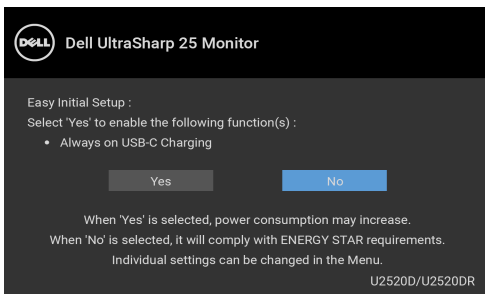 DELL Dell UltraSharp 25 Monitor
Easy Initial Setup :
Select 'Yes' to enable the following function(s) :
• Always on USB-C Charging
Yes No
When 'Yes' is selected, power consumption may increase.
When 'No' is selected, it will comply with ENERGY STAR requirements.
Individual settings can be changed in the Menu.
U2520D/U2520DR